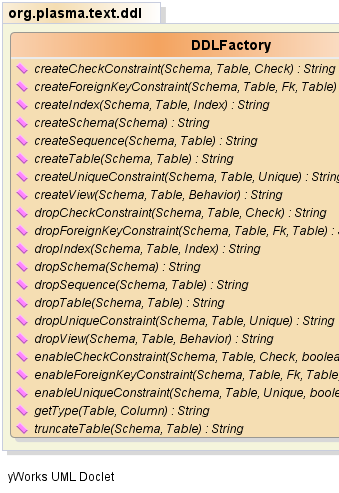 org.plasma.text.ddl
DDLFactory
createCheckConstraint(Schema, Table, Check) : String
createForeignKeyConstraint(Schema, Table, Fk, Table)
createIndex(Schema, Table, Index) : String
createSchema(Schema) : String
createSequence(Schema, Table) : String
createTable(Schema, Table) : String
createUniqueConstraint(Schema, Table, Unique) : String
createView(Schema, Table, Behavior) : String
dropCheckConstraint(Schema, Table, Check) : String
dropForeignKeyConstraint(Schema, Table, Fk, Table) :
dropIndex(Schema, Table, Index) : String
dropSchema(Schema) : String
dropSequence(Schema, Table) : String
dropTable(Schema, Table) : String
dropUniqueConstraint(Schema, Table, Unique) : String
dropView(Schema, Table, Behavior) : String
enableCheckConstraint(Schema, Table, Check, boolea
enableForeignKeyConstraint(Schema, Table, Fk, Table,
enableUniqueConstraint(Schema, Table, Unique, boole
getType(Table, Column) : String
truncateTable(Schema, Table) : String
yWorks UML Doclet